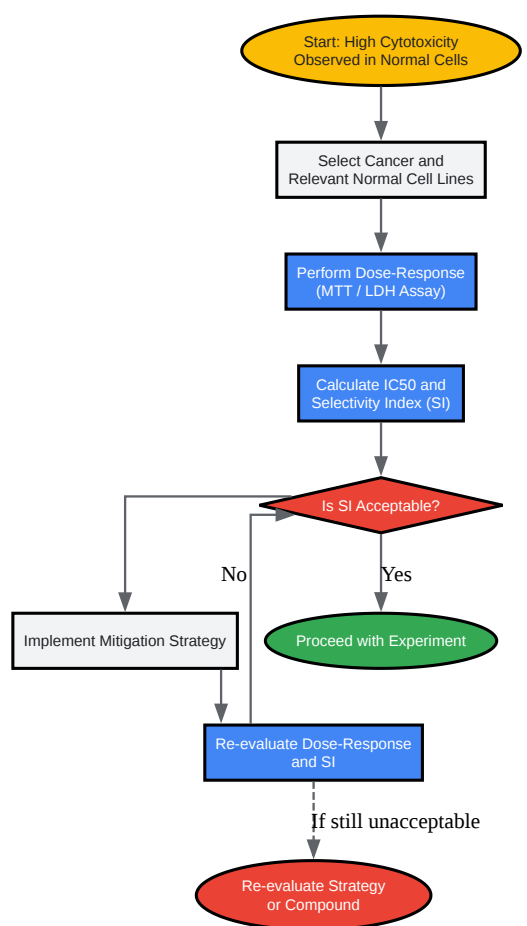 Start: High Cytotoxicity
Observed in Normal Cells
Select Cancer and
Relevant Normal Cell Lines
Perform Dose-Response
(MTT / LDH Assay)
Calculate IC50 and
Selectivity Index (SI)
Is SI Acceptable?
No
Yes
Implement Mitigation Strategy
Proceed with Experiment
Re-evaluate Dose-Response
and SI
If still unacceptable
Re-evaluate Strategy
or Compound